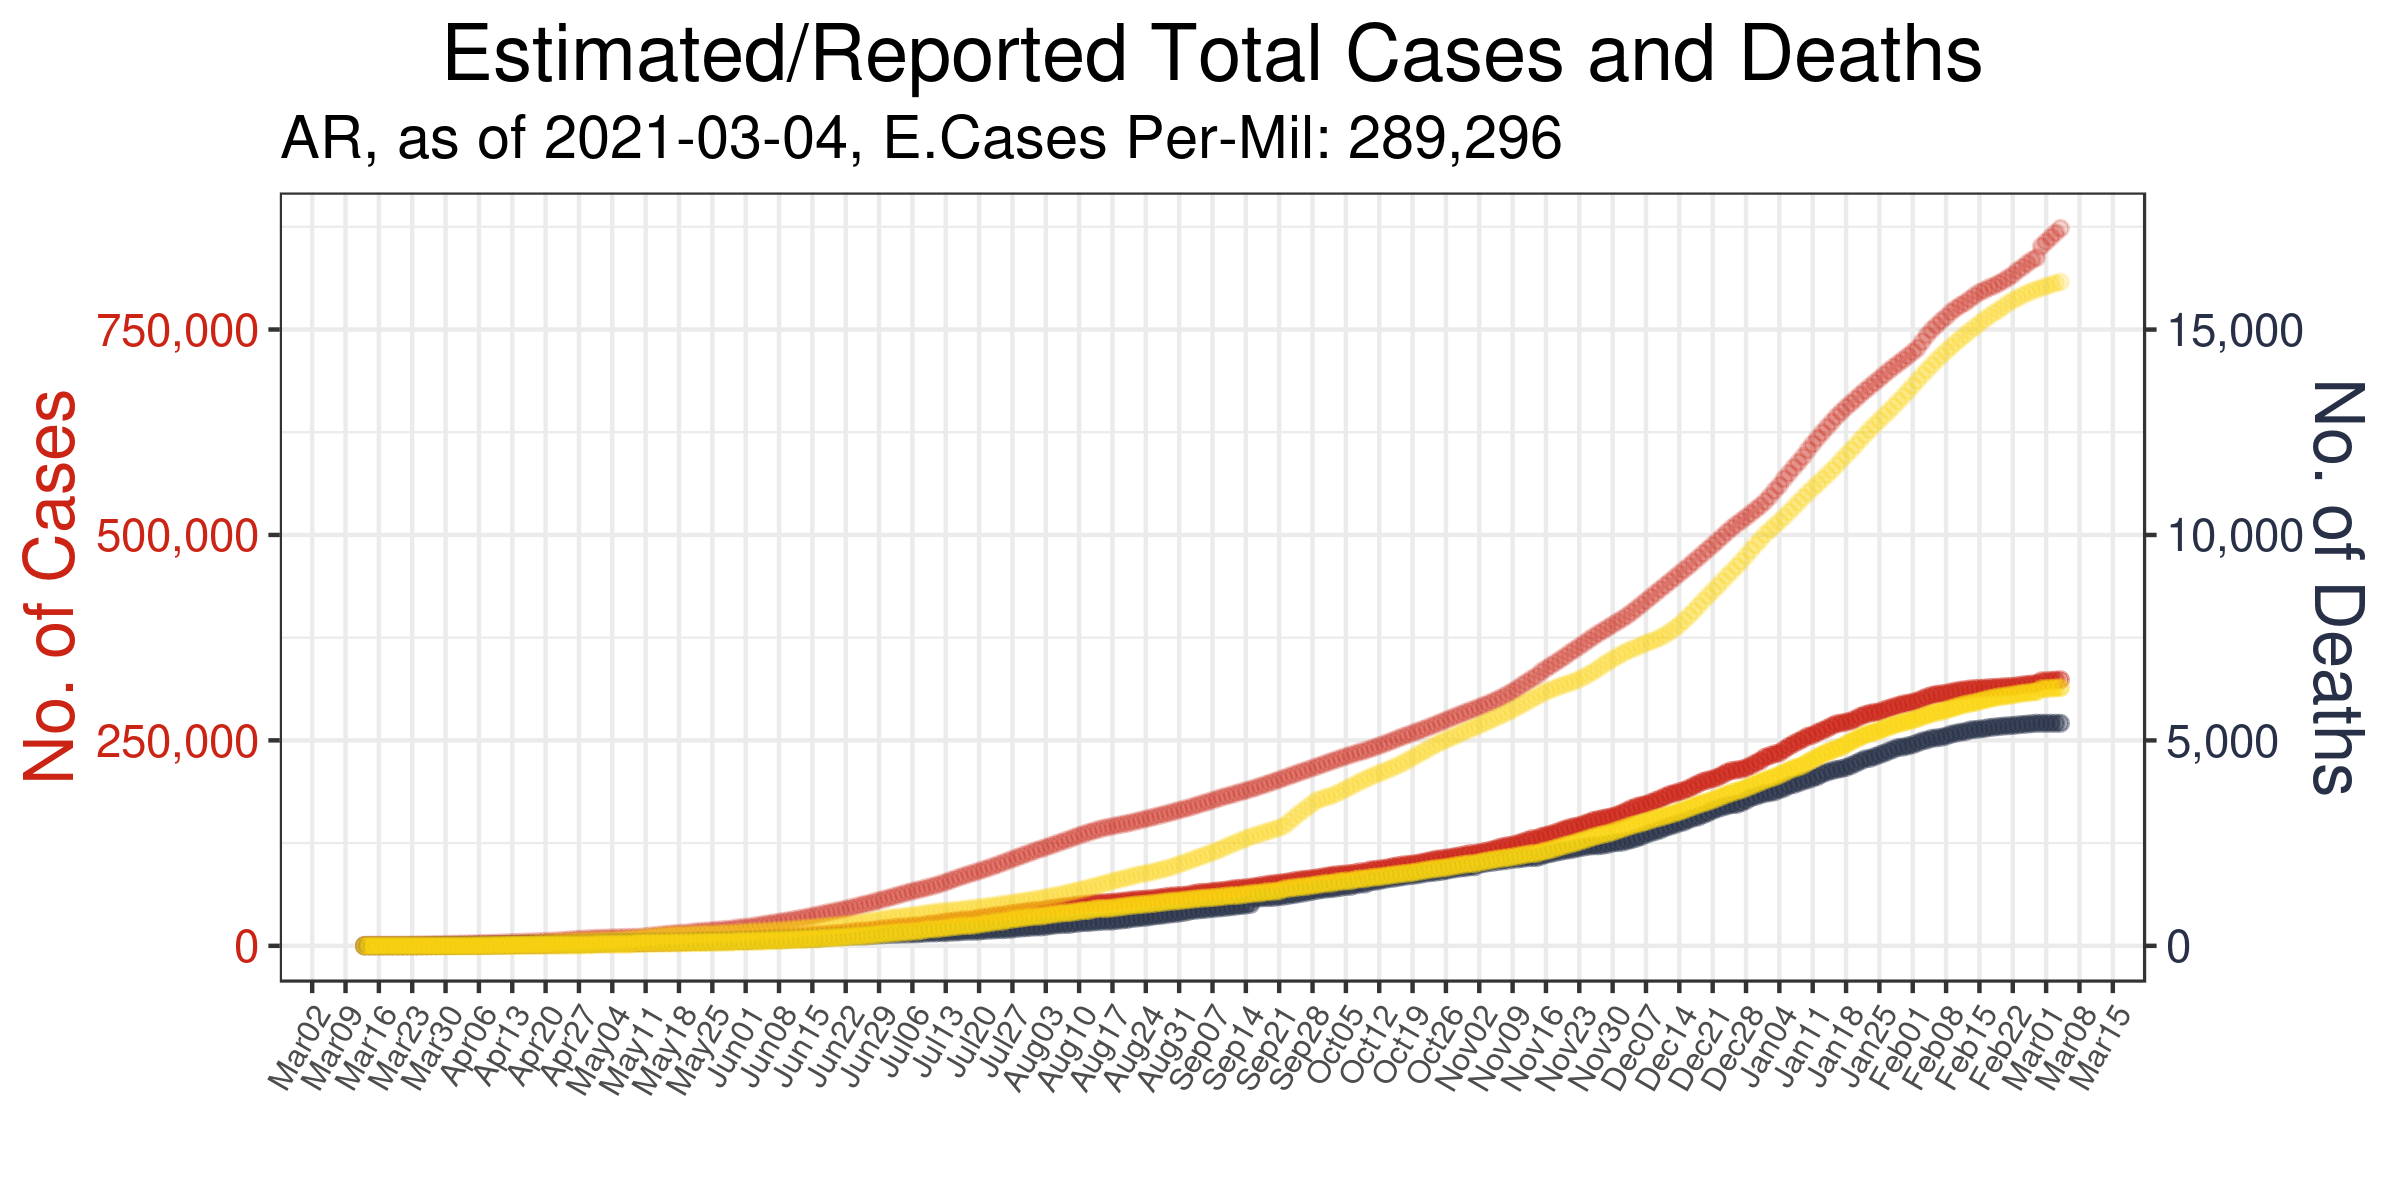 Estimated/Reported Total Cases and Deaths
AR, as of 2021-03-04, E.Cases Per-Mil: 289,296
No. of Cases
750,000
500,000
250,000
0
15,000
10,000
5,000
0
No. of Deaths
Mar02
Mar09
Mar16
Mar23
Mar30
Apr06
Apr13
Apr20
Apr27
May04
May11
May18
May25
Jun01
Jun08
Jun15
Jun22
Jun29
Jul06
Jul13
Jul20
Jul27
Aug03
Aug10
Aug17
Aug24
Aug31
Sep07
Sep14
Sep21
Sep28
Oct05
Oct12
Oct19
Oct26
Nov02
Nov09
Nov16
Nov23
Nov30
Dec07
Dec14
Dec21
Dec28
Jan04
Jan11
Jan18
Jan25
Feb01
Feb08
Feb15
Feb22
Mar01
Mar08
Mar15